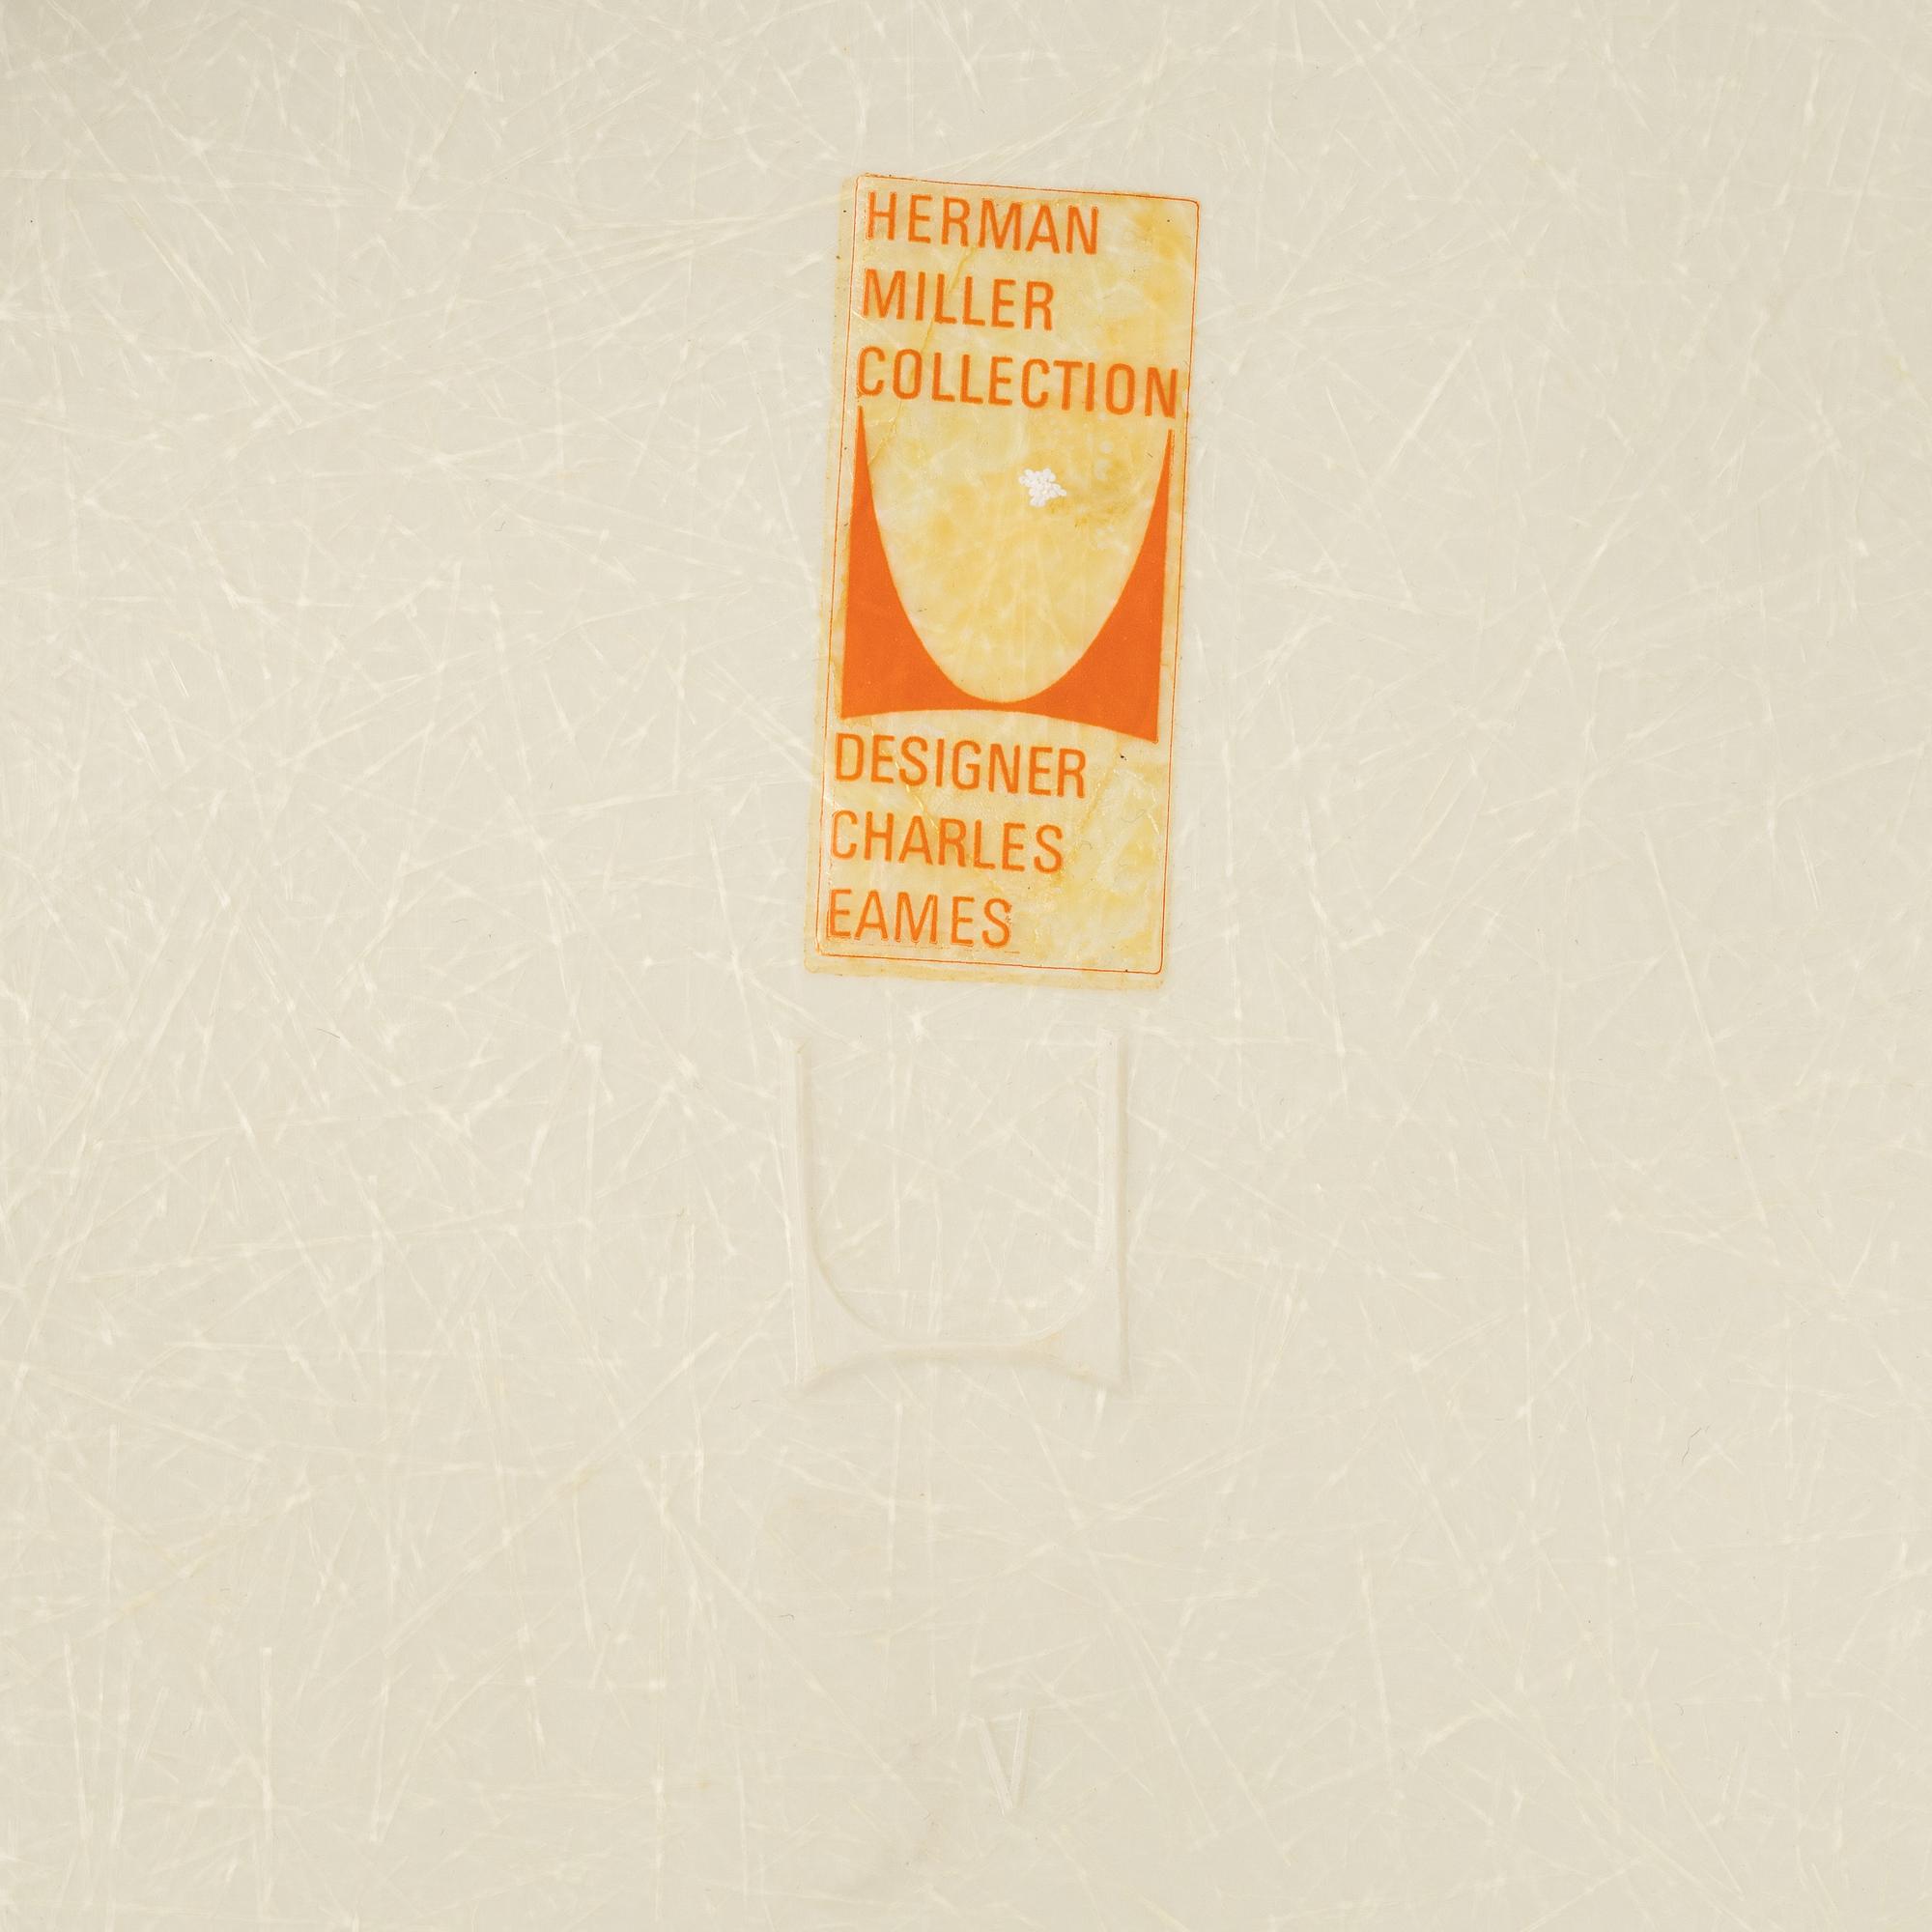 HERMAN
MILLER
COLLECTION
DESIGNER
CHARLES
EAMES
V